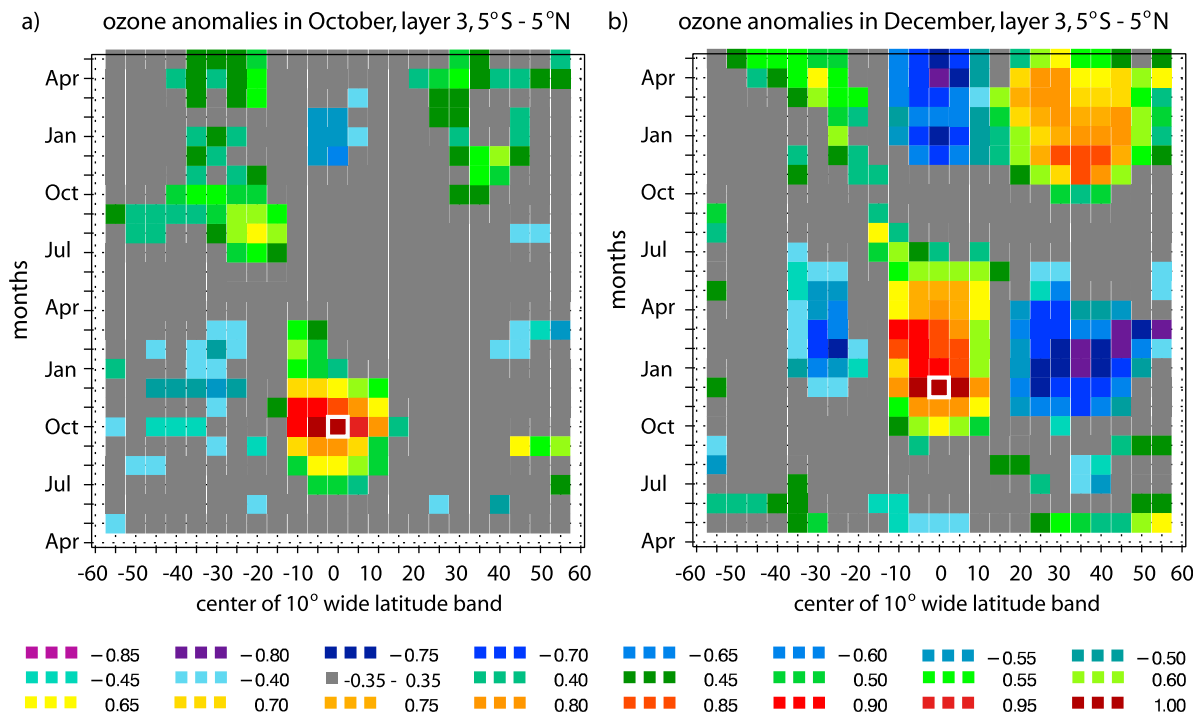 a) ozone anomalies in October, layer 3, 5°S - 5°N
b) ozone anomalies in December, layer 3, 5°S - 5°N
months
Apr
Jan
Oct
Jul
Apr
Jan
Oct
Jul
Apr
-60 -50 -40 -30 -20 -10 0 10 20 30 40 50 60
center of 10° wide latitude band
months
Apr
Jan
Oct
Jul
Apr
Jan
Oct
Jul
Apr
-60 -50 -40 -30 -20 -10 0 10 20 30 40 50 60
center of 10° wide latitude band
−0.85 −0.80 −0.75 −0.70 −0.65 −0.60 −0.55 −0.50
−0.45 −0.40 -0.35 - 0.35 0.40 0.45 0.50 0.55 0.60
0.65 0.70 0.75 0.80 0.85 0.90 0.95 1.00